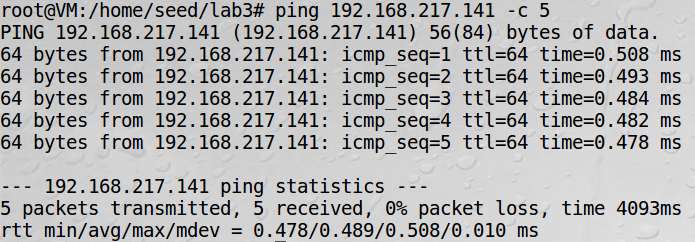 root@VM:/home/seed/lab3# ping 192.168.217.141 -c 5
PING 192.168.217.141 (192.168.217.141) 56(84) bytes of data.
64 bytes from 192.168.217.141: icmp_seq=1 ttl=64 time=0.508 ms
64 bytes from 192.168.217.141: icmp_seq=2 ttl=64 time=0.493 ms
64 bytes from 192.168.217.141: icmp_seq=3 ttl=64 time=0.484 ms
64 bytes from 192.168.217.141: icmp_seq=4 ttl=64 time=0.482 ms
64 bytes from 192.168.217.141: icmp_seq=5 ttl=64 time=0.478 ms
--- 192.168.217.141 ping statistics ---
5 packets transmitted, 5 received, 0% packet loss, time 4093ms
rtt min/avg/max/mdev = 0.478/0.489/0.508/0.010 ms